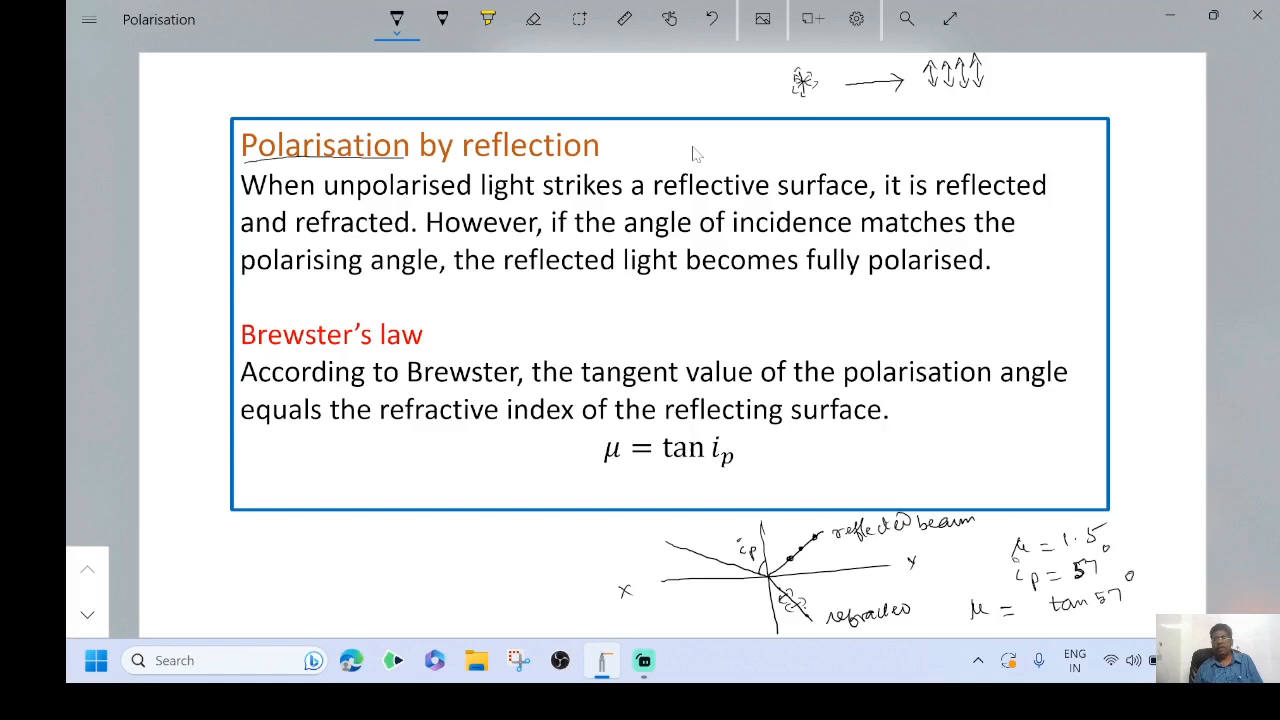 Polarisation
Polarisation by reflection
When unpolarised light strikes a reflective surface, it is reflected
and refracted. However, if the angle of incidence matches the
polarising angle, the reflected light becomes fully polarised.
Brewster's law
According to Brewster, the tangent value of the polarisation angle
equals the refractive index of the reflecting surface.
μ = tan i_p
i_p
reflected beam
X
Y
refracted
μ = 1.5
i_p = 57°
μ = tan 57°
Search
ENG
IN